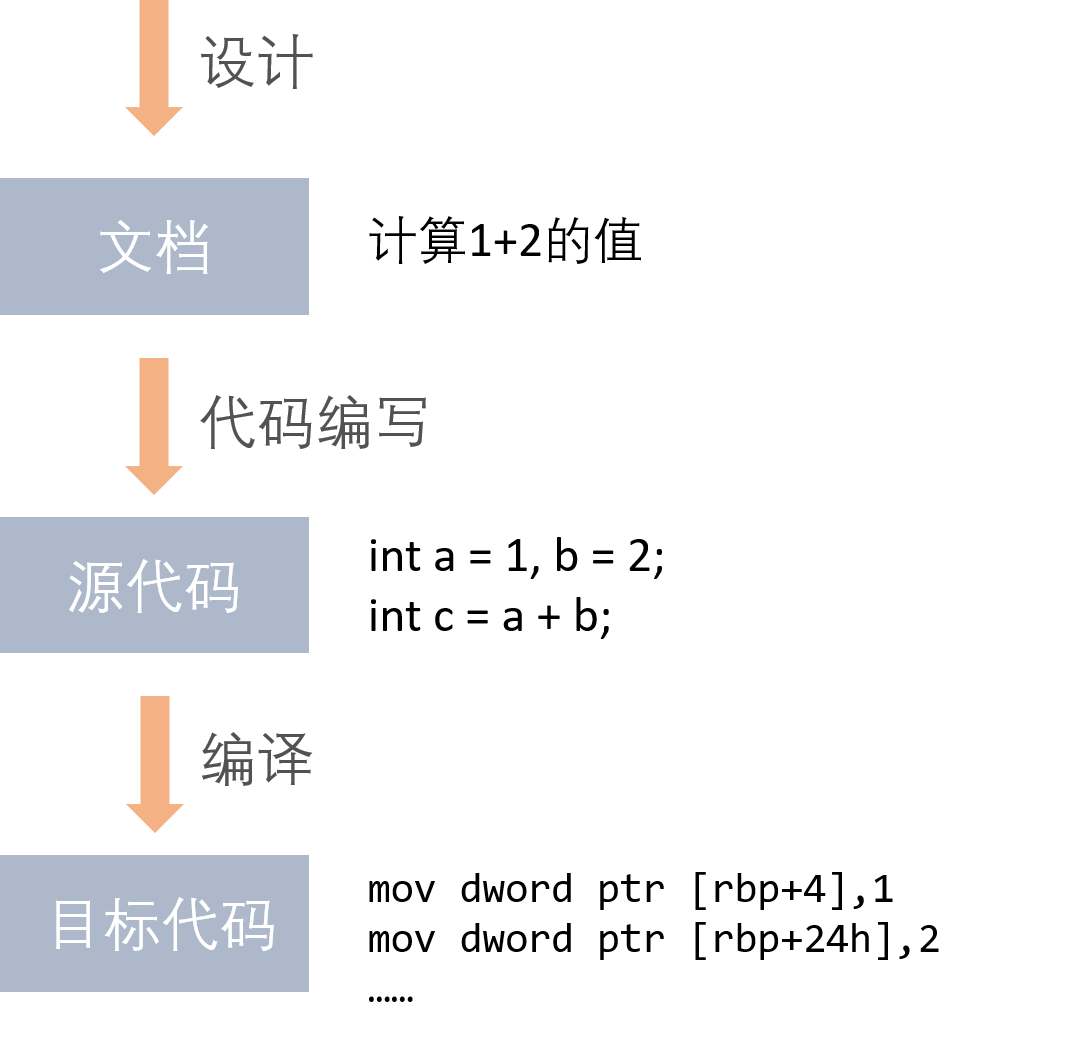 设计
文档
计算1+2的值
代码编写
源代码
int a = 1, b = 2;
int c = a + b;
编译
目标代码
mov dword ptr [rbp+4],1
mov dword ptr [rbp+24h],2
……